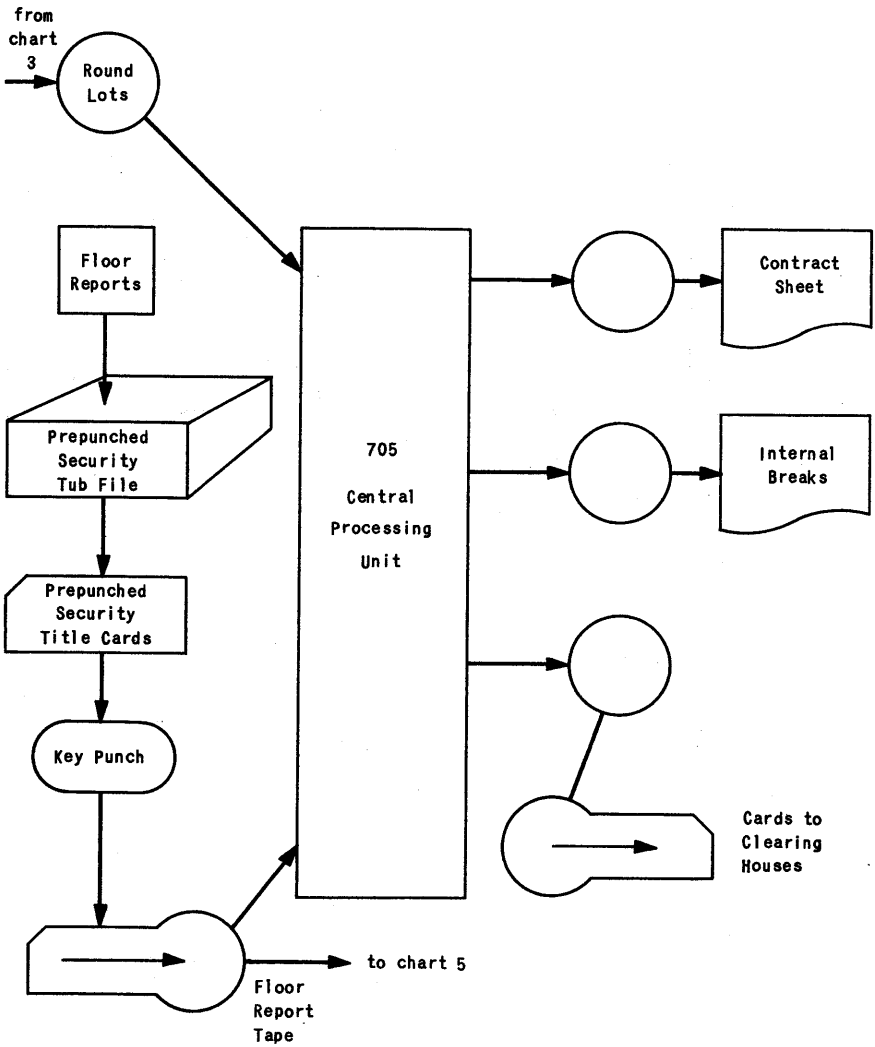 from
chart
3
Round
Lots
Floor
Reports
Prepunched
Security
Tub File
Prepunched
Security
Title Cards
Key Punch
Floor
Report
Tape
to chart 5
705
Central
Processing
Unit
Contract
Sheet
Internal
Breaks
Cards to
Clearing
Houses